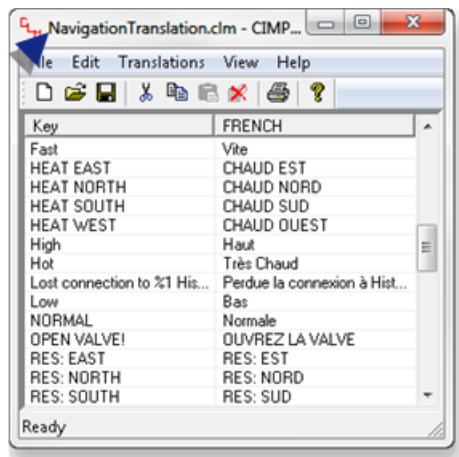 NavigationTranslation.clm - CIMP...
le Edit Translations View Help
Key FRENCH
Fast Vite
HEAT EAST CHAUD EST
HEAT NORTH CHAUD NORD
HEAT SOUTH CHAUD SUD
HEAT WEST CHAUD OUEST
High Haut
Hot Très Chaud
Lost connection to %1 His... Perdue la connexion à Hist...
Low Bas
NORMAL Normale
OPEN VALVE! OUVREZ LA VALVE
RES: EAST RES: EST
RES: NORTH RES: NORD
RES: SOUTH RES: SUD
Ready